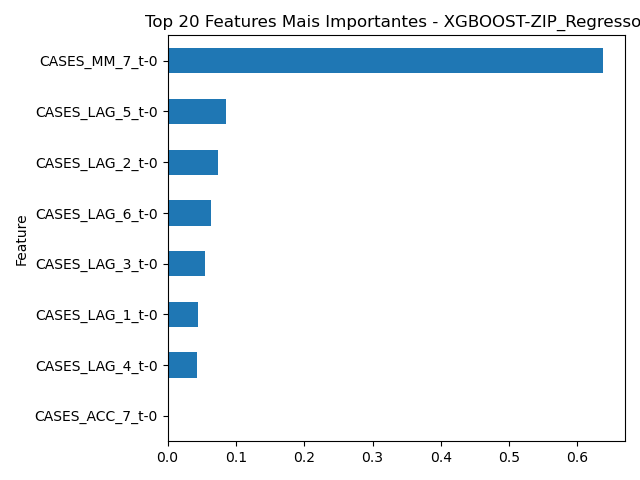 Top 20 Features Mais Importantes - XGBOOST-ZIP_Regresso
CASES_MM_7_t-0
CASES_LAG_5_t-0
CASES_LAG_2_t-0
CASES_LAG_6_t-0
CASES_LAG_3_t-0
CASES_LAG_1_t-0
CASES_LAG_4_t-0
CASES_ACC_7_t-0
Feature
0.0 0.1 0.2 0.3 0.4 0.5 0.6